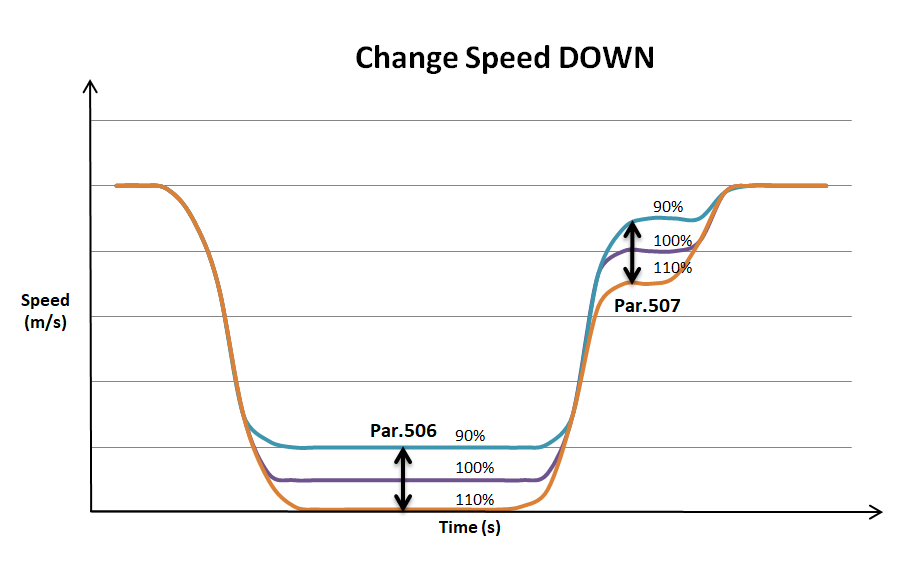 Change Speed DOWN
90%
100%
110%
Par.507
Speed
(m/s)
Par.506
90%
100%
110%
Time (s)